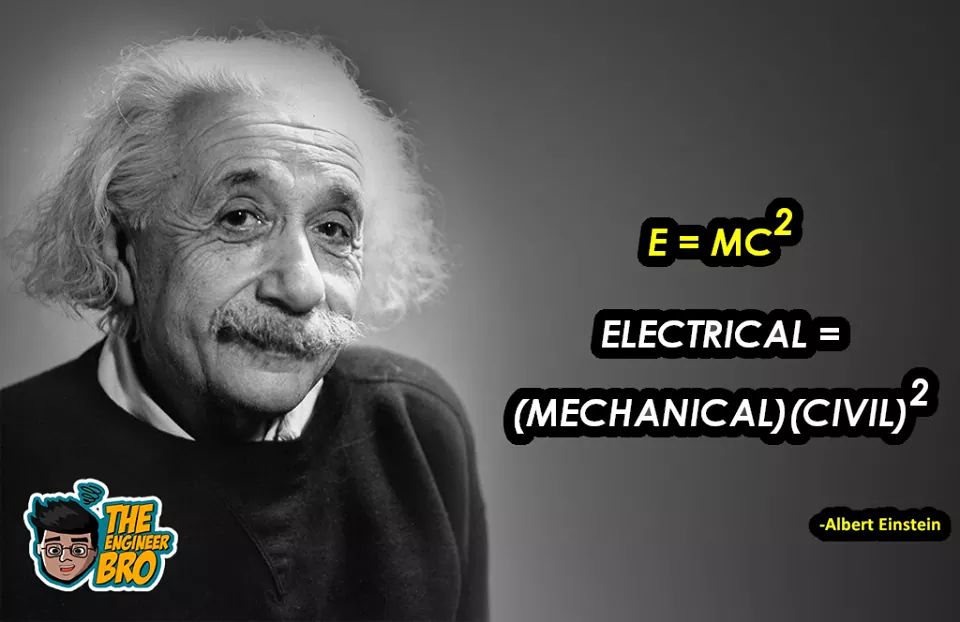 E = MC²
ELECTRICAL =
(MECHANICAL)(CIVIL)²
-Albert Einstein
THE
ENGINEER
BRO